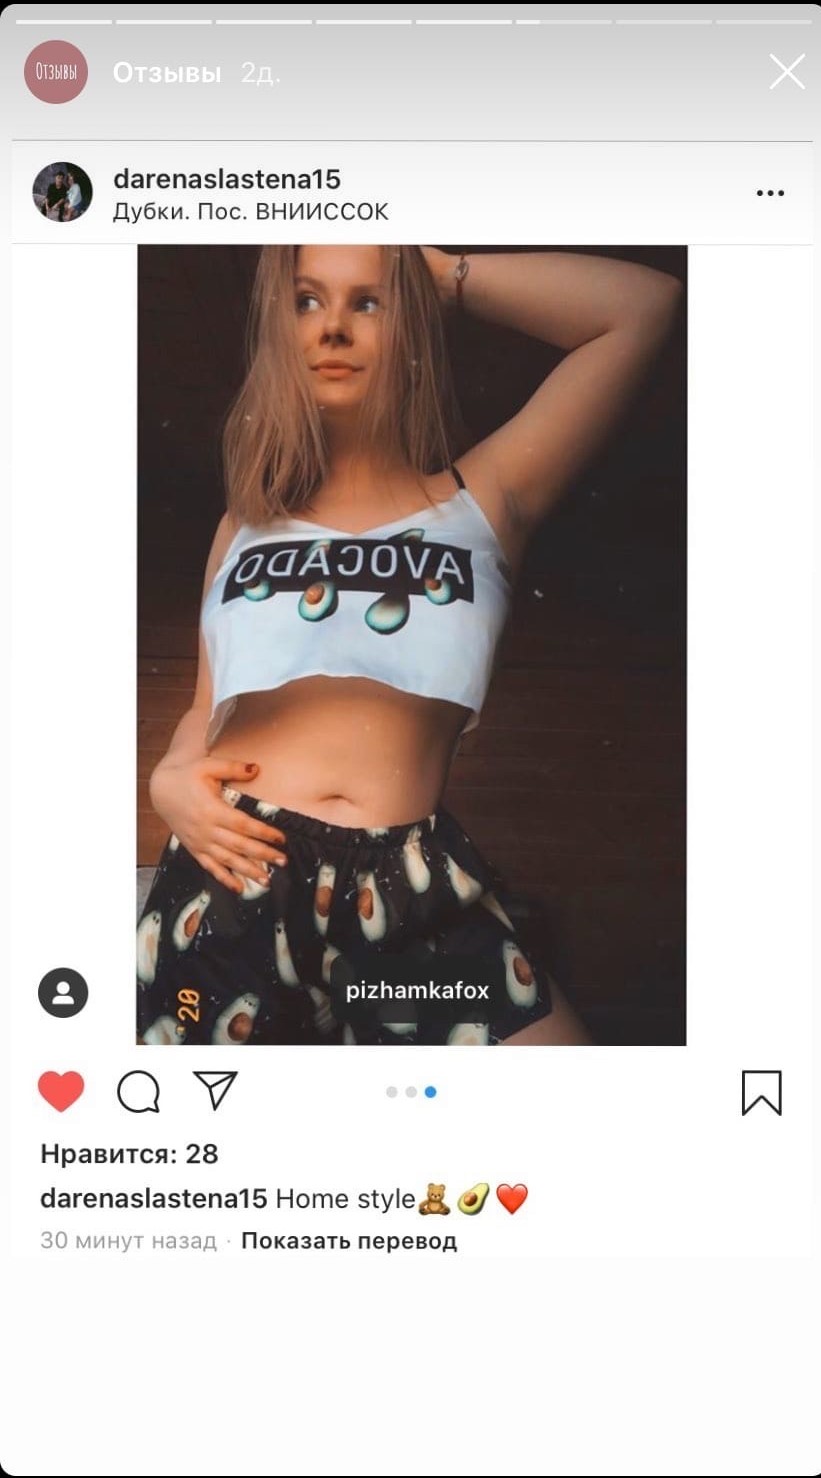 Отзывы
Отзывы 2д.
darenaslastena15
Дубки. Пос. ВНИИССОК
AVOCADO
'20
pizhamkafox
Нравится: 28
darenaslastena15 Home style🧸🥑❤️
30 минут назад · Показать перевод